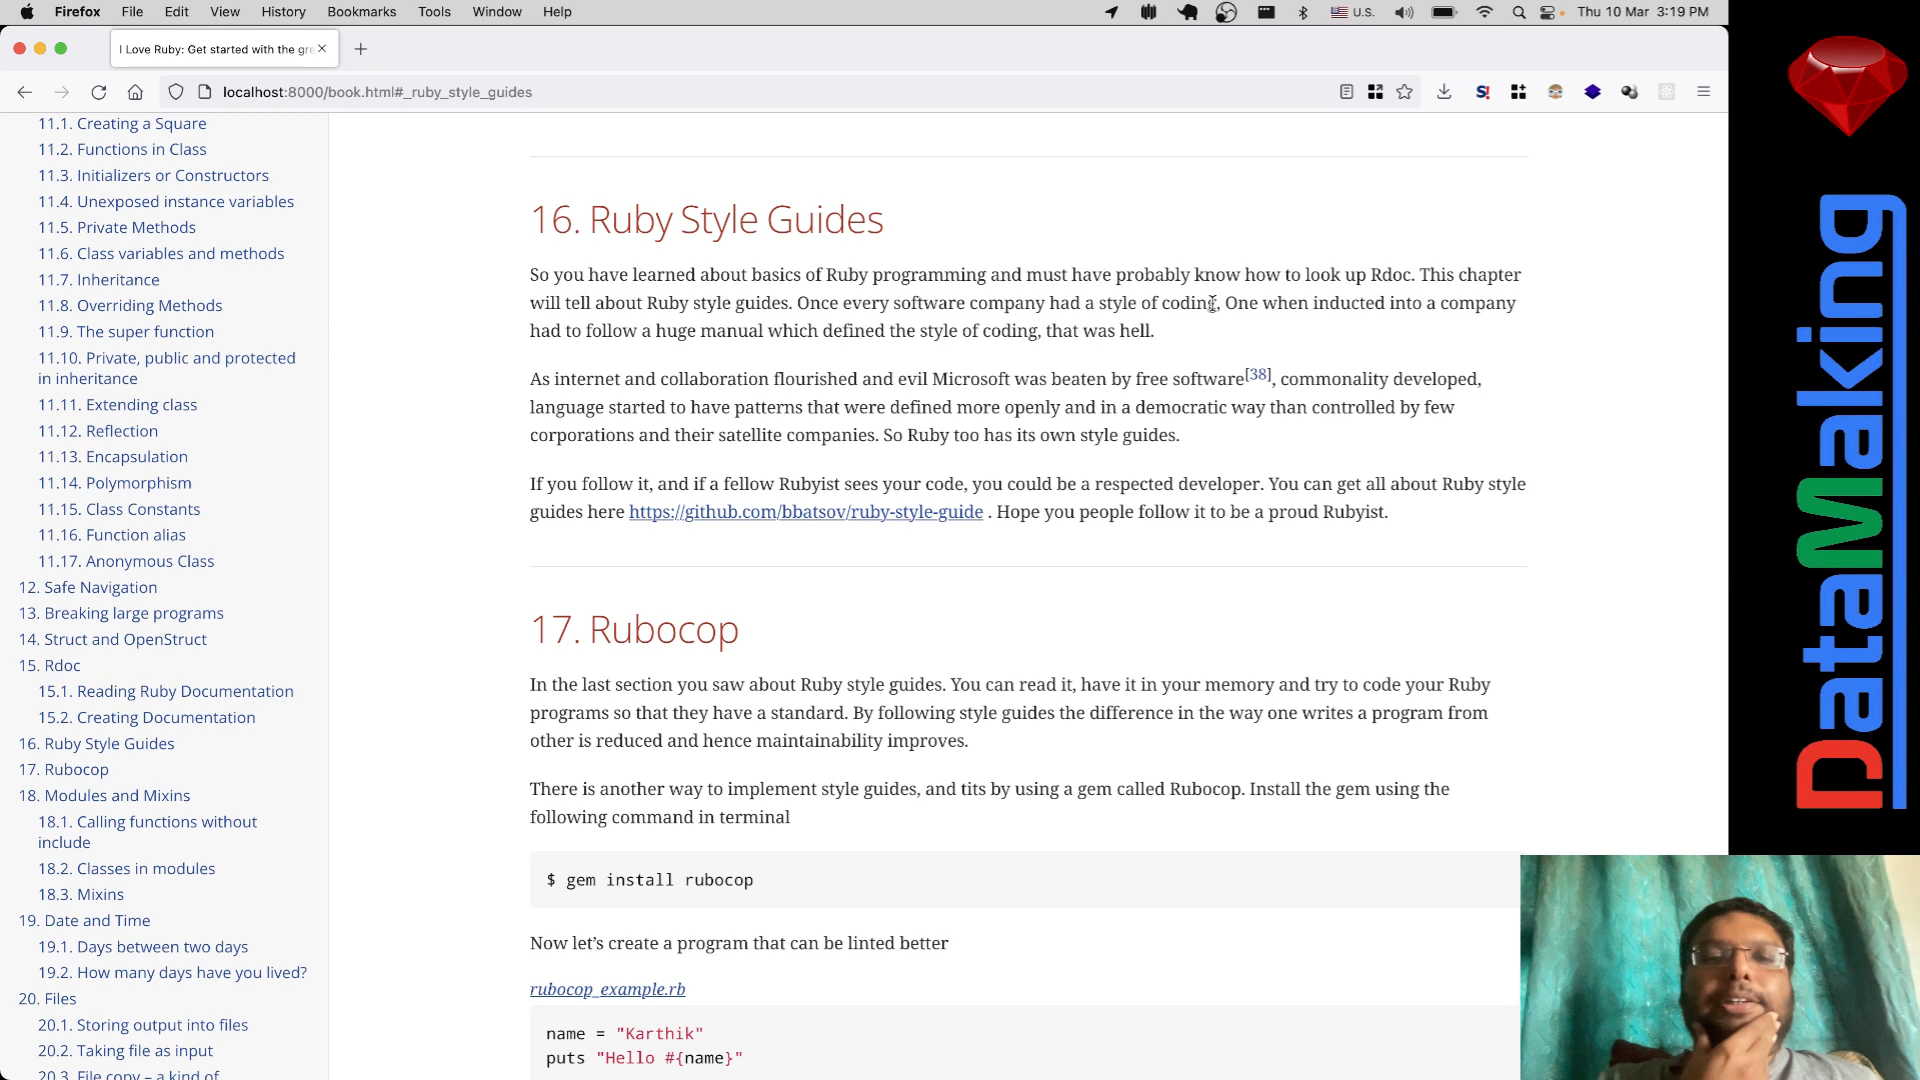 Firefox File Edit View History Bookmarks Tools Window Help U.S. Thu 10 Mar 3:19 PM
I Love Ruby: Get started with the gre
localhost:8000/book.html#_ruby_style_guides
S!
11.1. Creating a Square
11.2. Functions in Class
11.3. Initializers or Constructors
11.4. Unexposed instance variables
11.5. Private Methods
11.6. Class variables and methods
11.7. Inheritance
11.8. Overriding Methods
11.9. The super function
11.10. Private, public and protected
in inheritance
11.11. Extending class
11.12. Reflection
11.13. Encapsulation
11.14. Polymorphism
11.15. Class Constants
11.16. Function alias
11.17. Anonymous Class
12. Safe Navigation
13. Breaking large programs
14. Struct and OpenStruct
15. Rdoc
15.1. Reading Ruby Documentation
15.2. Creating Documentation
16. Ruby Style Guides
17. Rubocop
18. Modules and Mixins
18.1. Calling functions without
include
18.2. Classes in modules
18.3. Mixins
19. Date and Time
19.1. Days between two days
19.2. How many days have you lived?
20. Files
20.1. Storing output into files
20.2. Taking file as input
20.3. File copy – a kind of
16. Ruby Style Guides
So you have learned about basics of Ruby programming and must have probably know how to look up Rdoc. This chapter
will tell about Ruby style guides. Once every software company had a style of coding, One when inducted into a company
had to follow a huge manual which defined the style of coding, that was hell.
As internet and collaboration flourished and evil Microsoft was beaten by free software[38], commonality developed,
language started to have patterns that were defined more openly and in a democratic way than controlled by few
corporations and their satellite companies. So Ruby too has its own style guides.
If you follow it, and if a fellow Rubyist sees your code, you could be a respected developer. You can get all about Ruby style
guides here https://github.com/bbatsov/ruby-style-guide . Hope you people follow it to be a proud Rubyist.
17. Rubocop
In the last section you saw about Ruby style guides. You can read it, have it in your memory and try to code your Ruby
programs so that they have a standard. By following style guides the difference in the way one writes a program from
other is reduced and hence maintainability improves.
There is another way to implement style guides, and tits by using a gem called Rubocop. Install the gem using the
following command in terminal
$ gem install rubocop
Now let’s create a program that can be linted better
rubocop_example.rb
name = "Karthik"
puts "Hello #{name}"
DataMaking